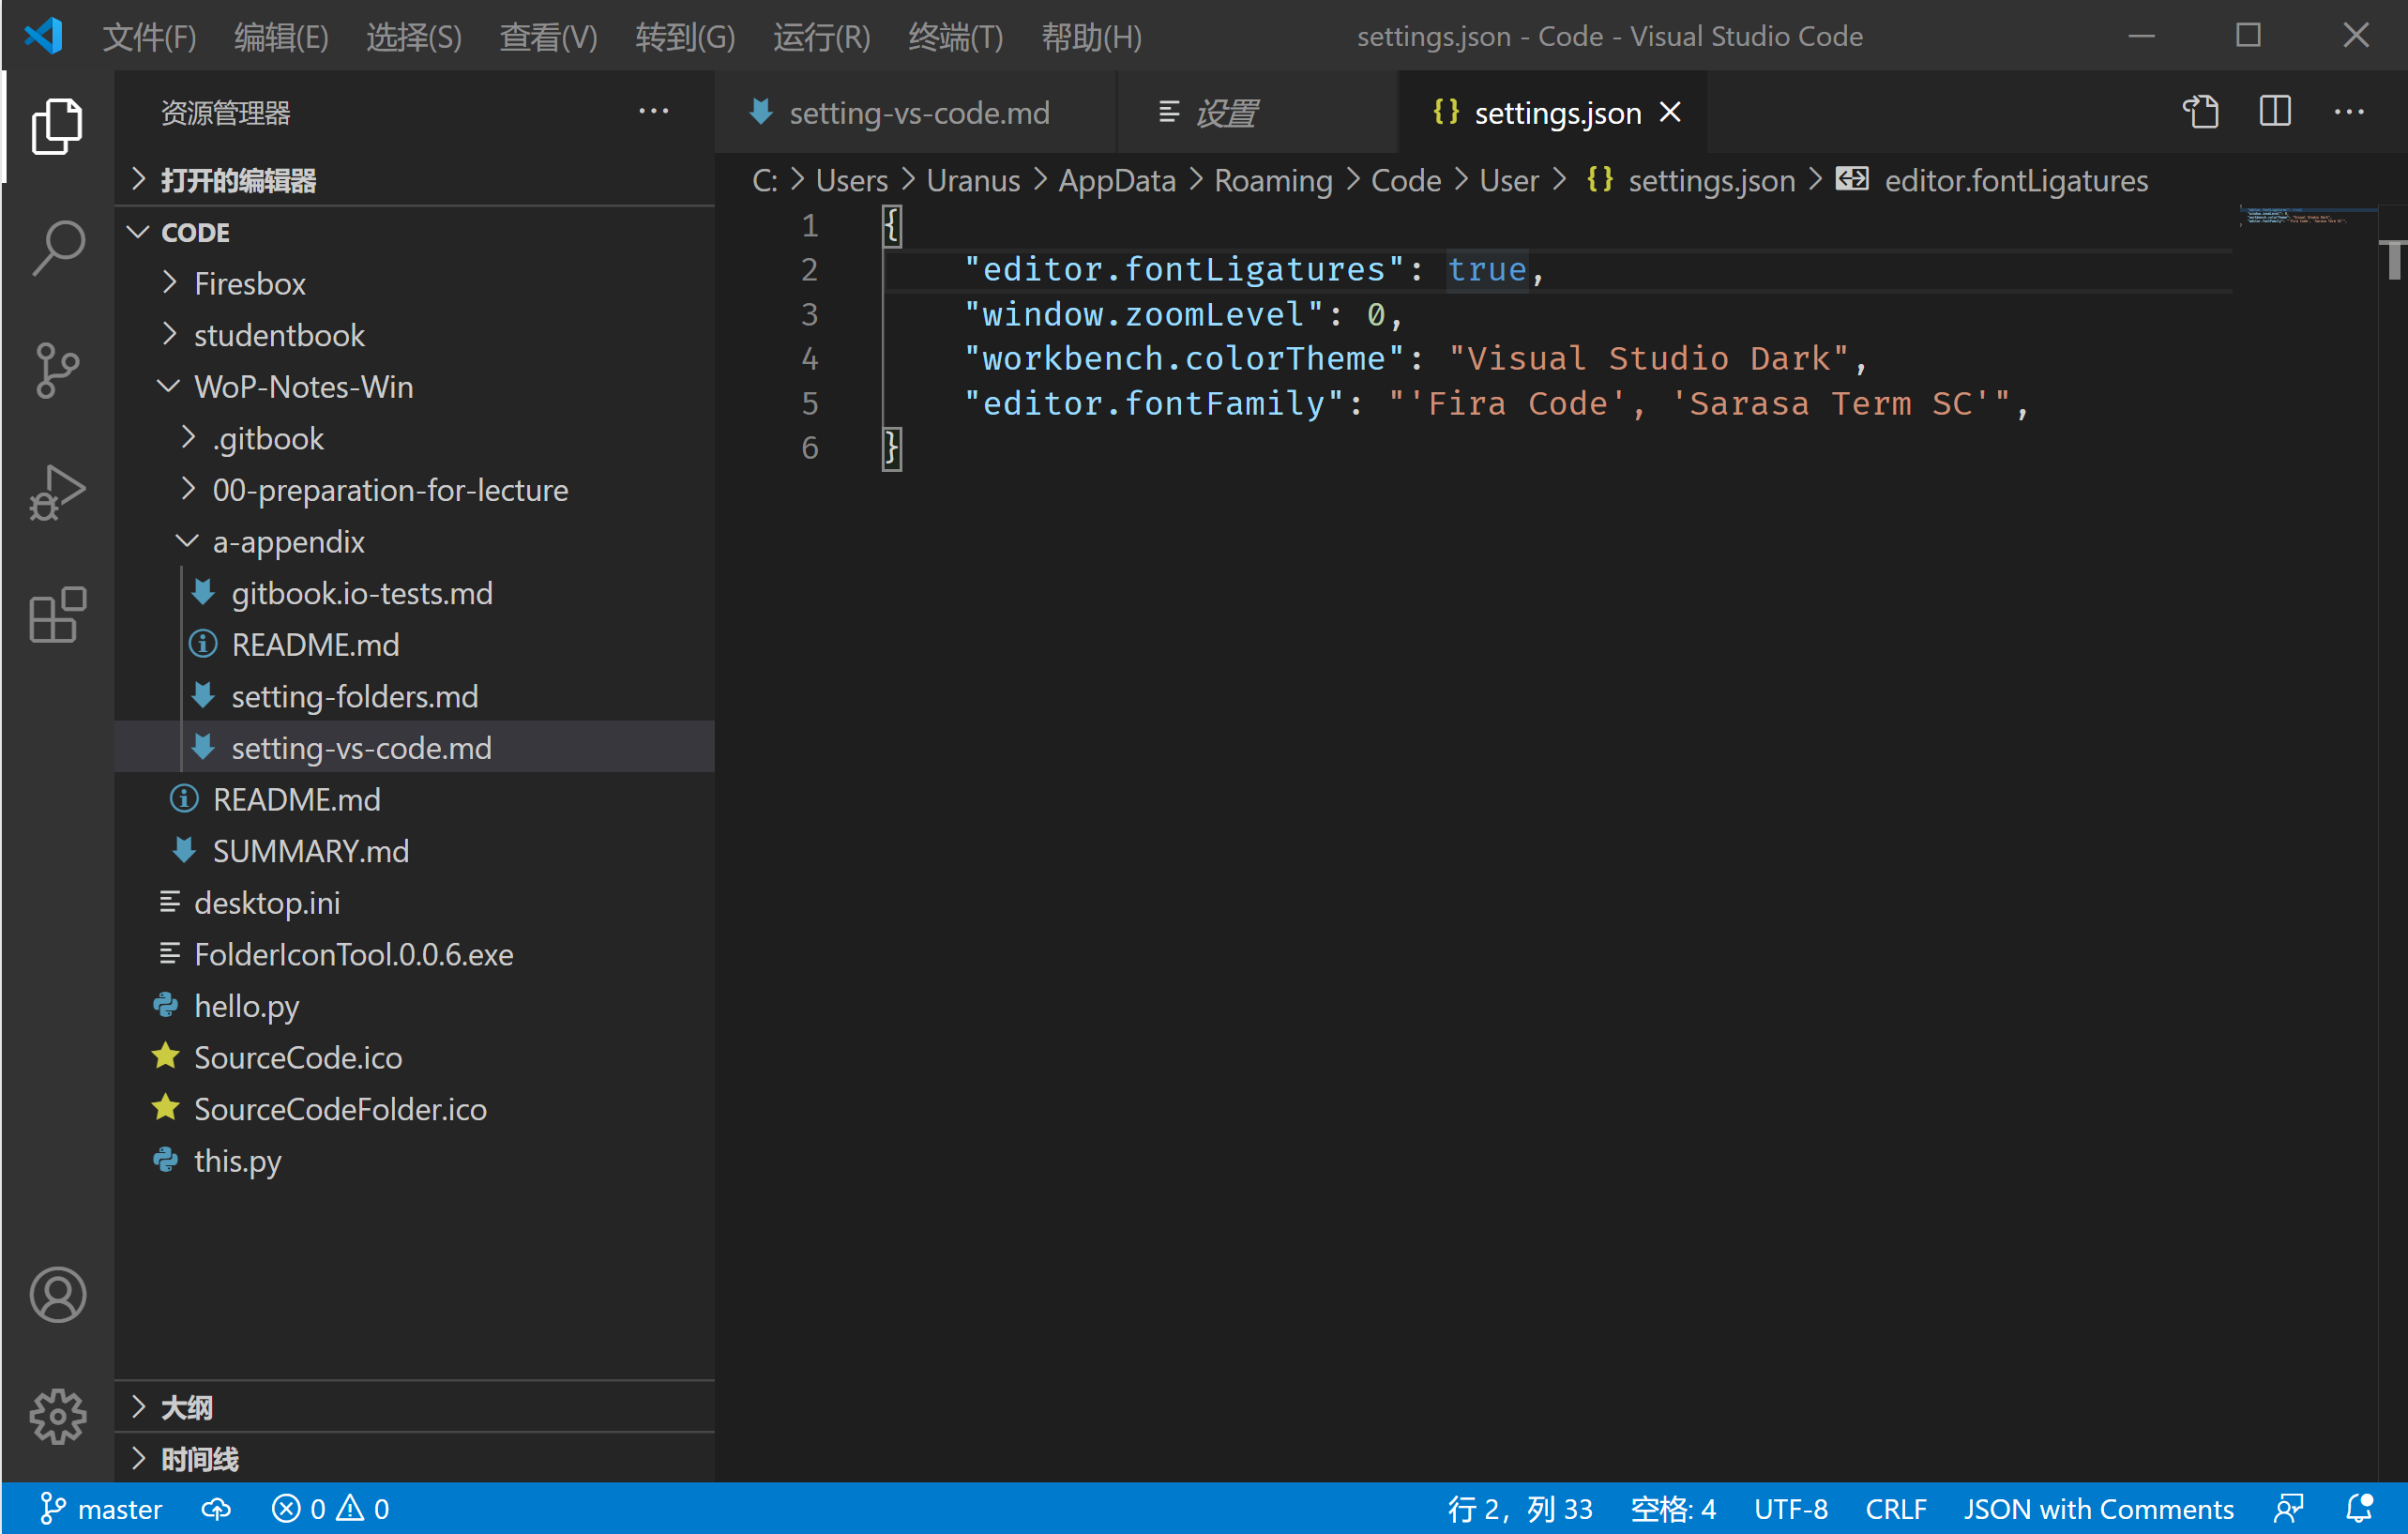 文件(F) 编辑(E) 选择(S) 查看(V) 转到(G) 运行(R) 终端(T) 帮助(H) settings.json - Code - Visual Studio Code
资源管理器
打开的编辑器
CODE
Firesbox
studentbook
WoP-Notes-Win
.gitbook
00-preparation-for-lecture
a-appendix
gitbook.io-tests.md
README.md
setting-folders.md
setting-vs-code.md
README.md
SUMMARY.md
desktop.ini
FolderIconTool.0.0.6.exe
hello.py
SourceCode.ico
SourceCodeFolder.ico
this.py
大纲
时间线
setting-vs-code.md 设置 {} settings.json
C: > Users > Uranus > AppData > Roaming > Code > User > {} settings.json > editor.fontLigatures
1 {
2 "editor.fontLigatures": true,
3 "window.zoomLevel": 0,
4 "workbench.colorTheme": "Visual Studio Dark",
5 "editor.fontFamily": "'Fira Code', 'Sarasa Term SC'",
6 }
master 0 0 行 2，列 33 空格: 4 UTF-8 CRLF JSON with Comments